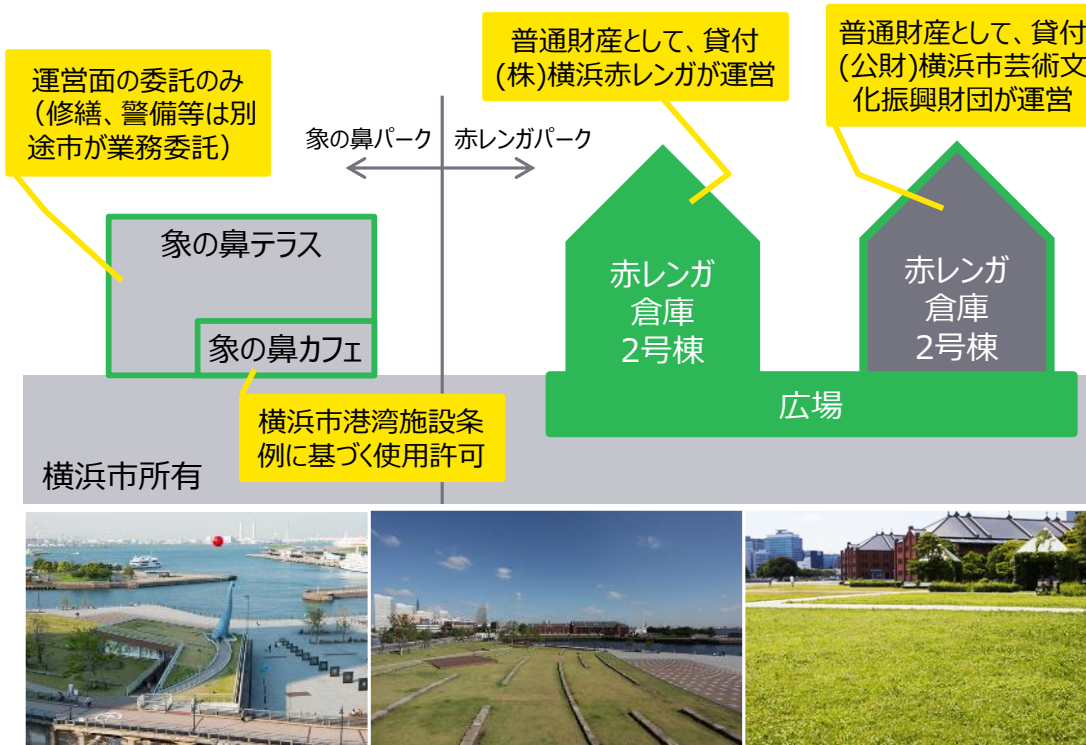 運営面の委託のみ
（修繕、警備等は別
途市が業務委託）
普通財産として、貸付
(株)横浜赤レンガが運営
普通財産として、貸付
(公財)横浜市芸術文
化振興財団が運営
象の鼻パーク
赤レンガパーク
象の鼻テラス
象の鼻カフェ
赤レンガ
倉庫
2号棟
赤レンガ
倉庫
2号棟
広場
横浜市港湾施設条
例に基づく使用許可
横浜市所有